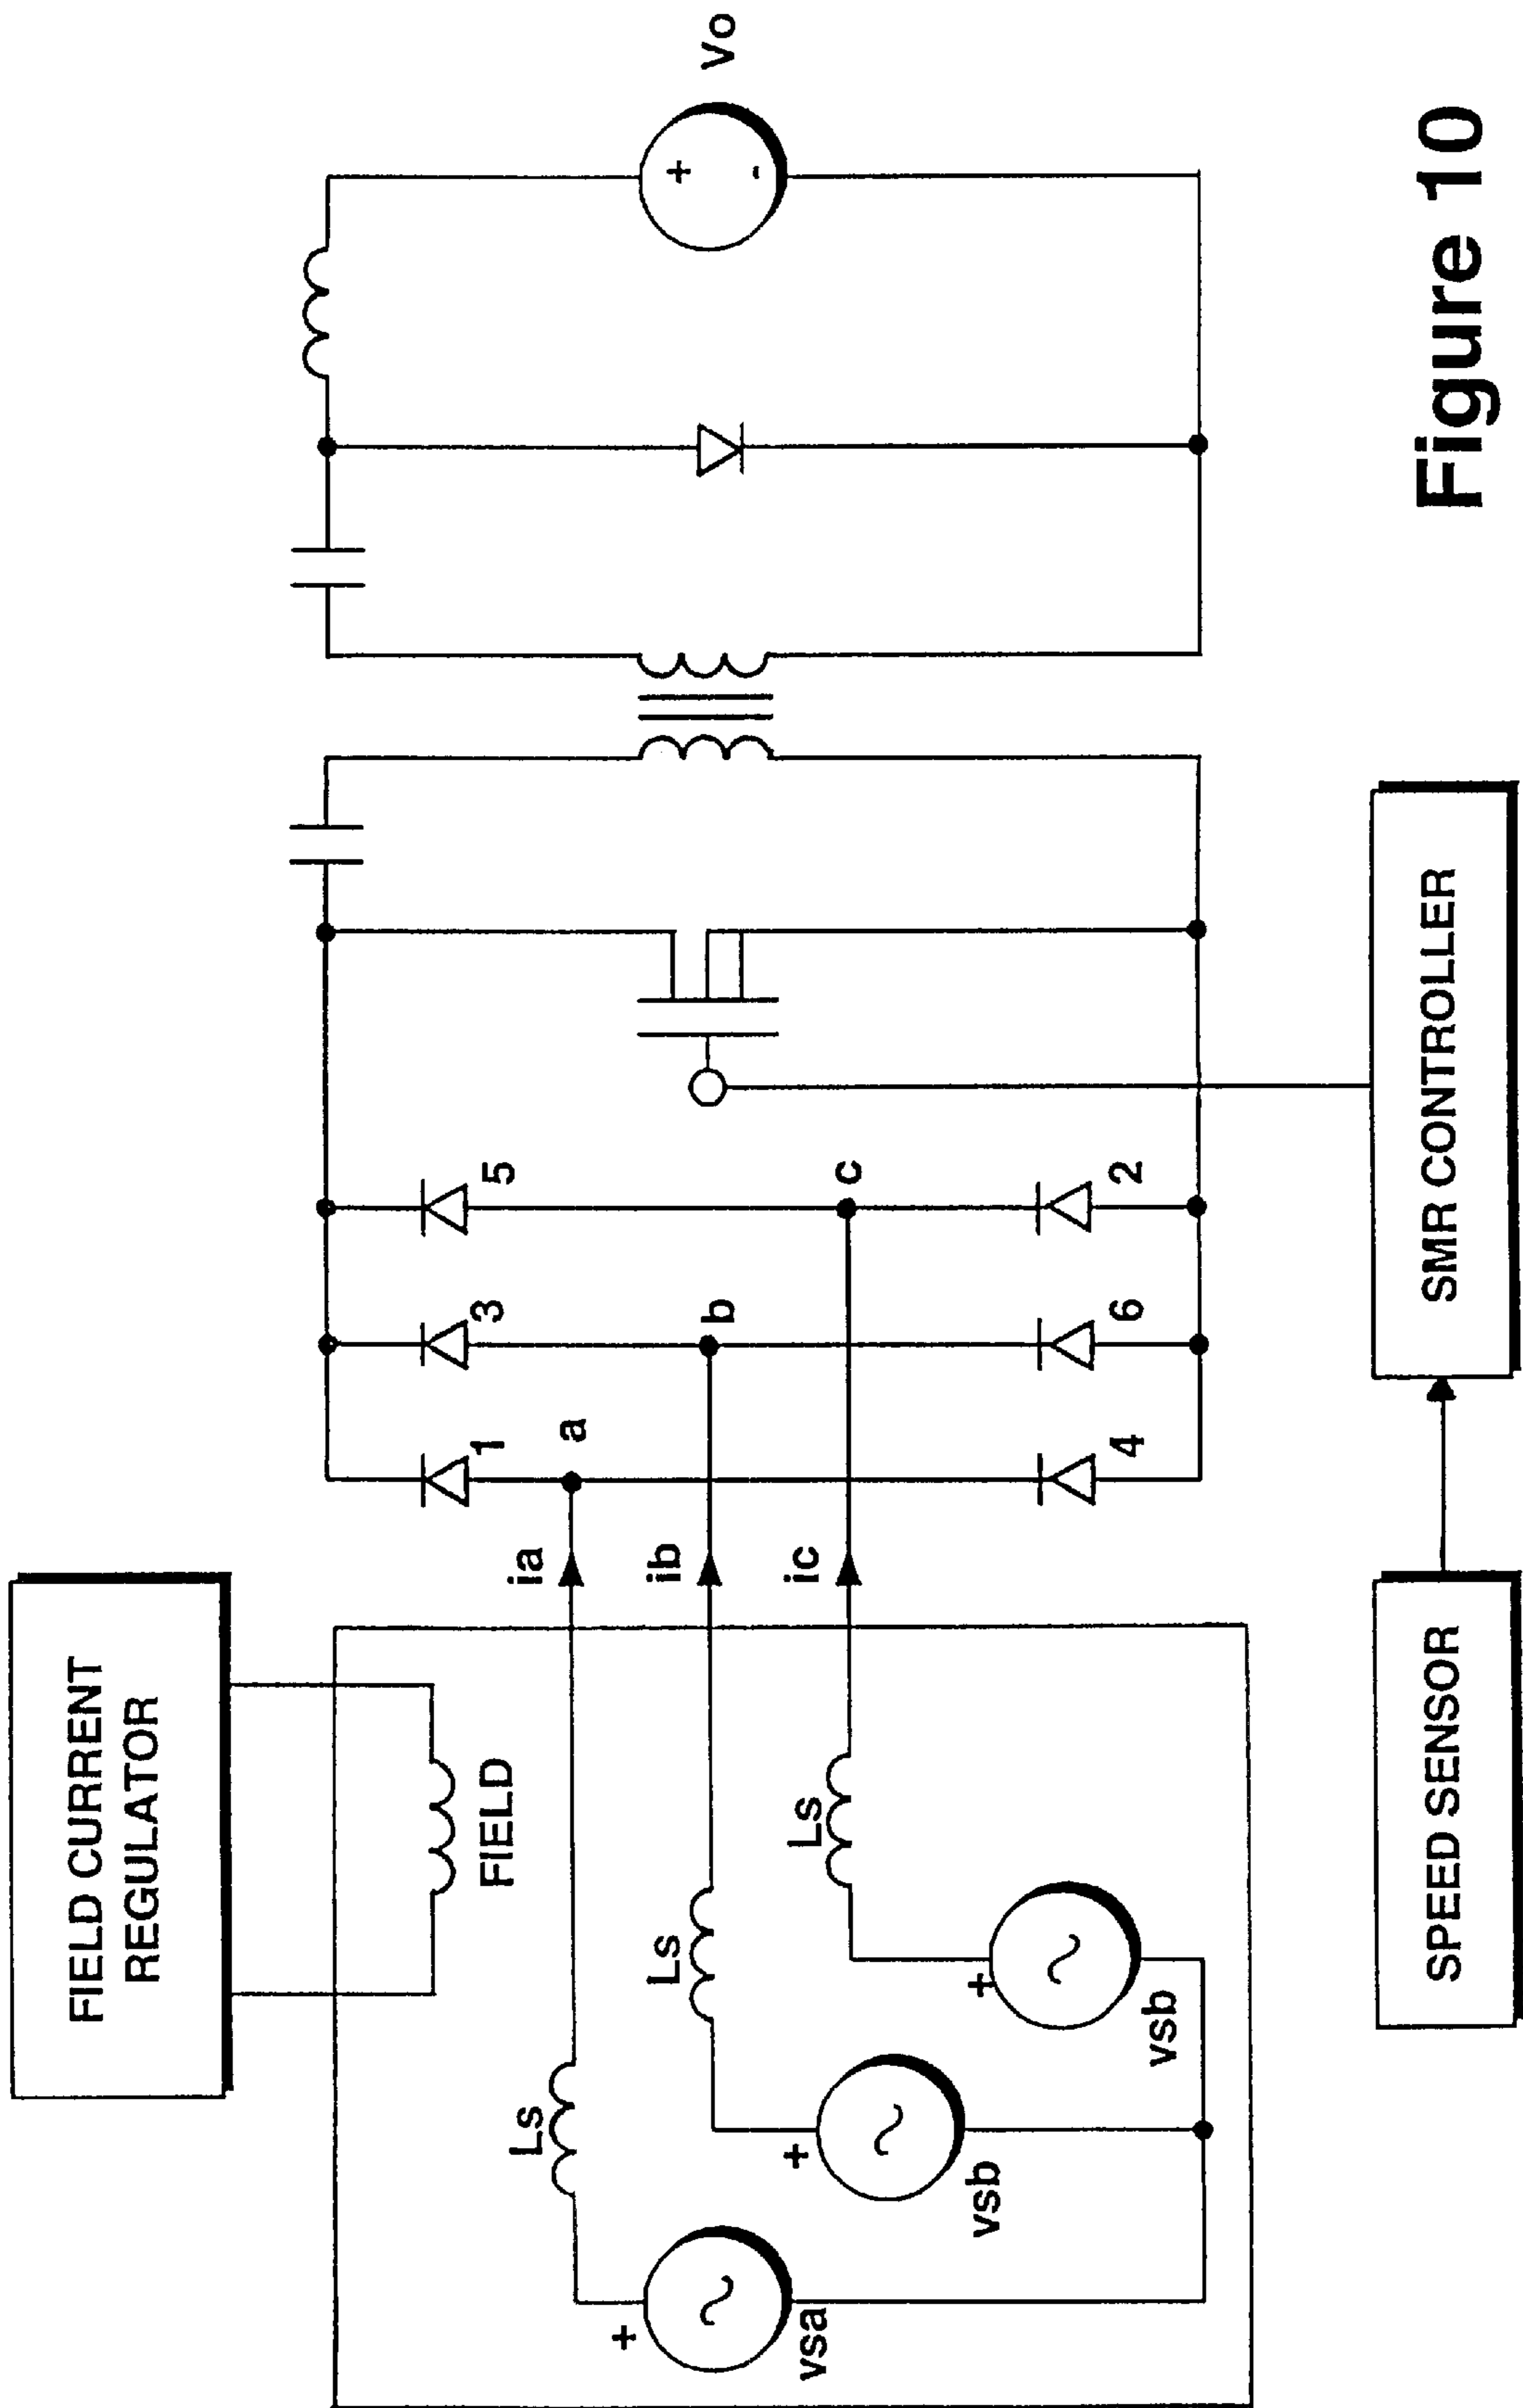 FIELD CURRENT
REGULATOR
FIELD
Ls
Ls
Ls
+
vsa
+
vsb
+
vsb
ia
ib
ic
a
b
c
1
3
5
4
6
2
+
-
Vo
SPEED SENSOR
SMR CONTROLLER
Figure 10